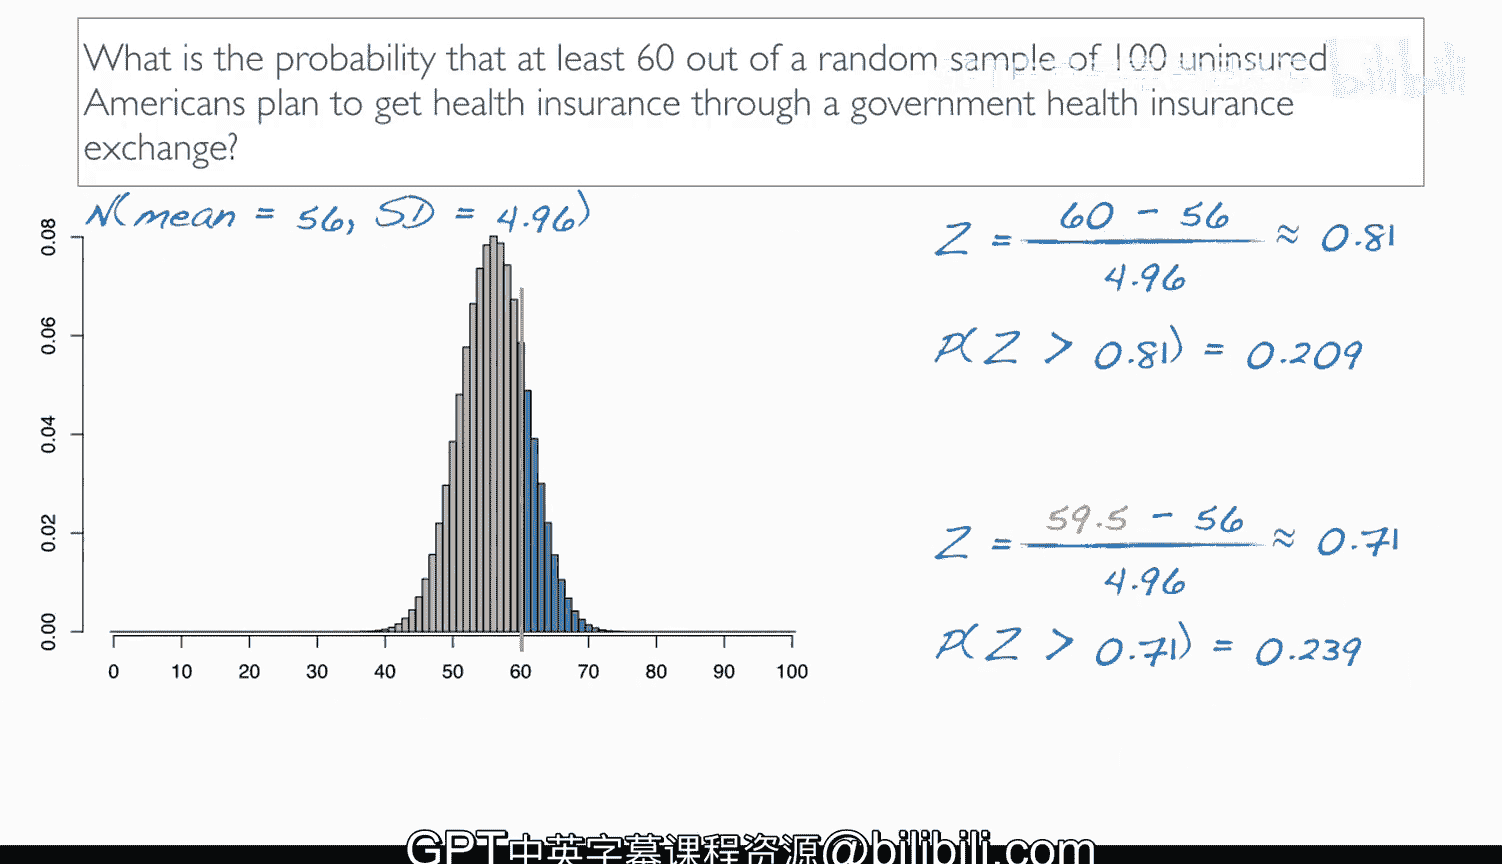 What is the probability that at least 60 out of a random sample of 100 uninsured
Americans plan to get health insurance through a government health insurance
exchange?
N(mean = 56, SD = 4.96)
0.08
0.06
0.04
0.02
0.00
0 10 20 30 40 50 60 70 80 90 100
Z = 60 - 56 ≈ 0.81
4.96
P(Z > 0.81) = 0.209
Z = 59.5 - 56 ≈ 0.71
4.96
P(Z > 0.71) = 0.239
bilibili
GPT中英字幕课程资源@bilibili.com